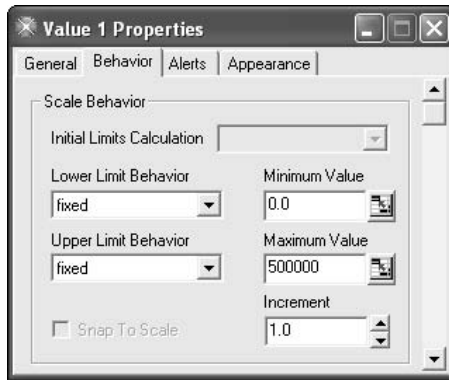 Value 1 Properties
General Behavior Alerts Appearance
Scale Behavior
Initial Limits Calculation
Lower Limit Behavior Minimum Value
fixed 0.0
Upper Limit Behavior Maximum Value
fixed 500000
Increment
Snap To Scale 1.0